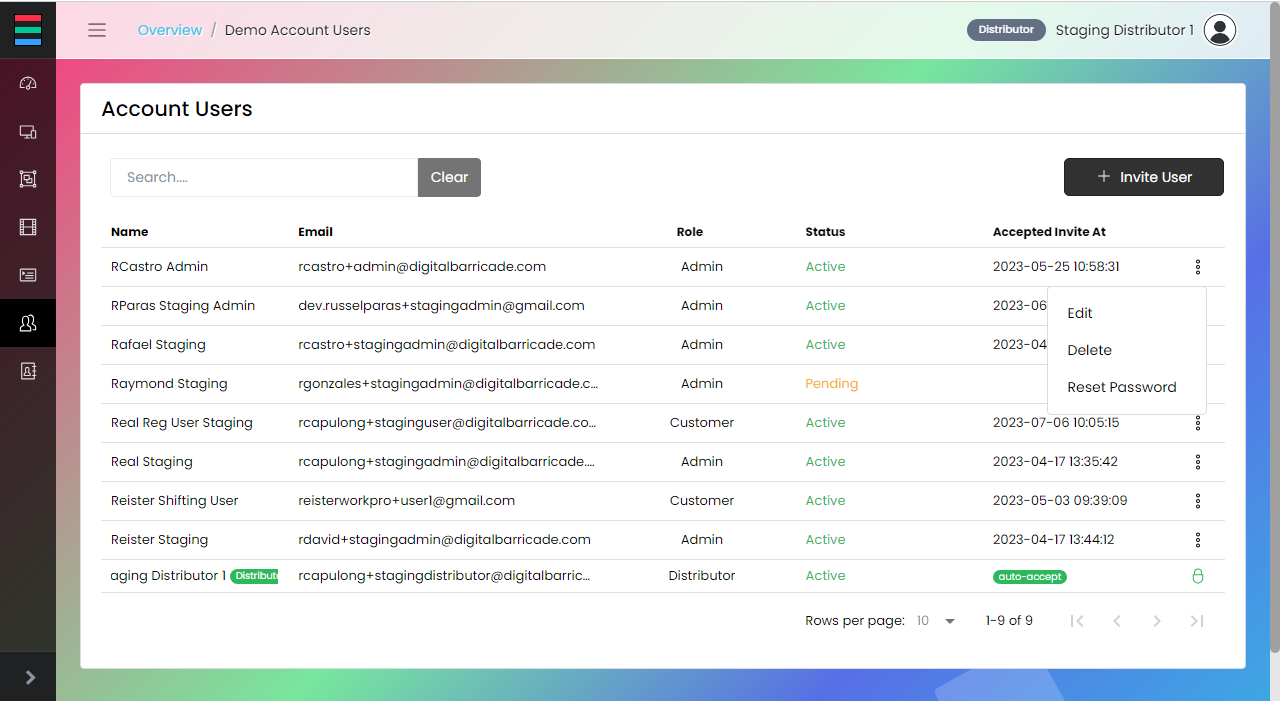 Overview / Demo Account Users
Distributor Staging Distributor 1
Account Users
Search....
Clear
+ Invite User
Name Email Role Status Accepted Invite At
RCastro Admin rcastro+admin@digitalbarricade.com Admin Active 2023-05-25 10:58:31
RParas Staging Admin dev.russelparas+stagingadmin@gmail.com Admin Active 2023-06
Edit
Rafael Staging rcastro+stagingadmin@digitalbarricade.com Admin Active 2023-04
Delete
Raymond Staging rgonzales+stagingadmin@digitalbarricade.c... Admin Pending
Reset Password
Real Reg User Staging rcapulong+staginguser@digitalbarricade.co... Customer Active 2023-07-06 10:05:15
Real Staging rcapulong+stagingadmin@digitalbarricade.... Admin Active 2023-04-17 13:35:42
Reister Shifting User reisterworkpro+user1@gmail.com Customer Active 2023-05-03 09:39:09
Reister Staging rdavid+stagingadmin@digitalbarricade.com Admin Active 2023-04-17 13:44:12
aging Distributor 1 Distributo rcapulong+stagingdistributor@digitalbarric... Distributor Active auto-accept
Rows per page: 10 1-9 of 9